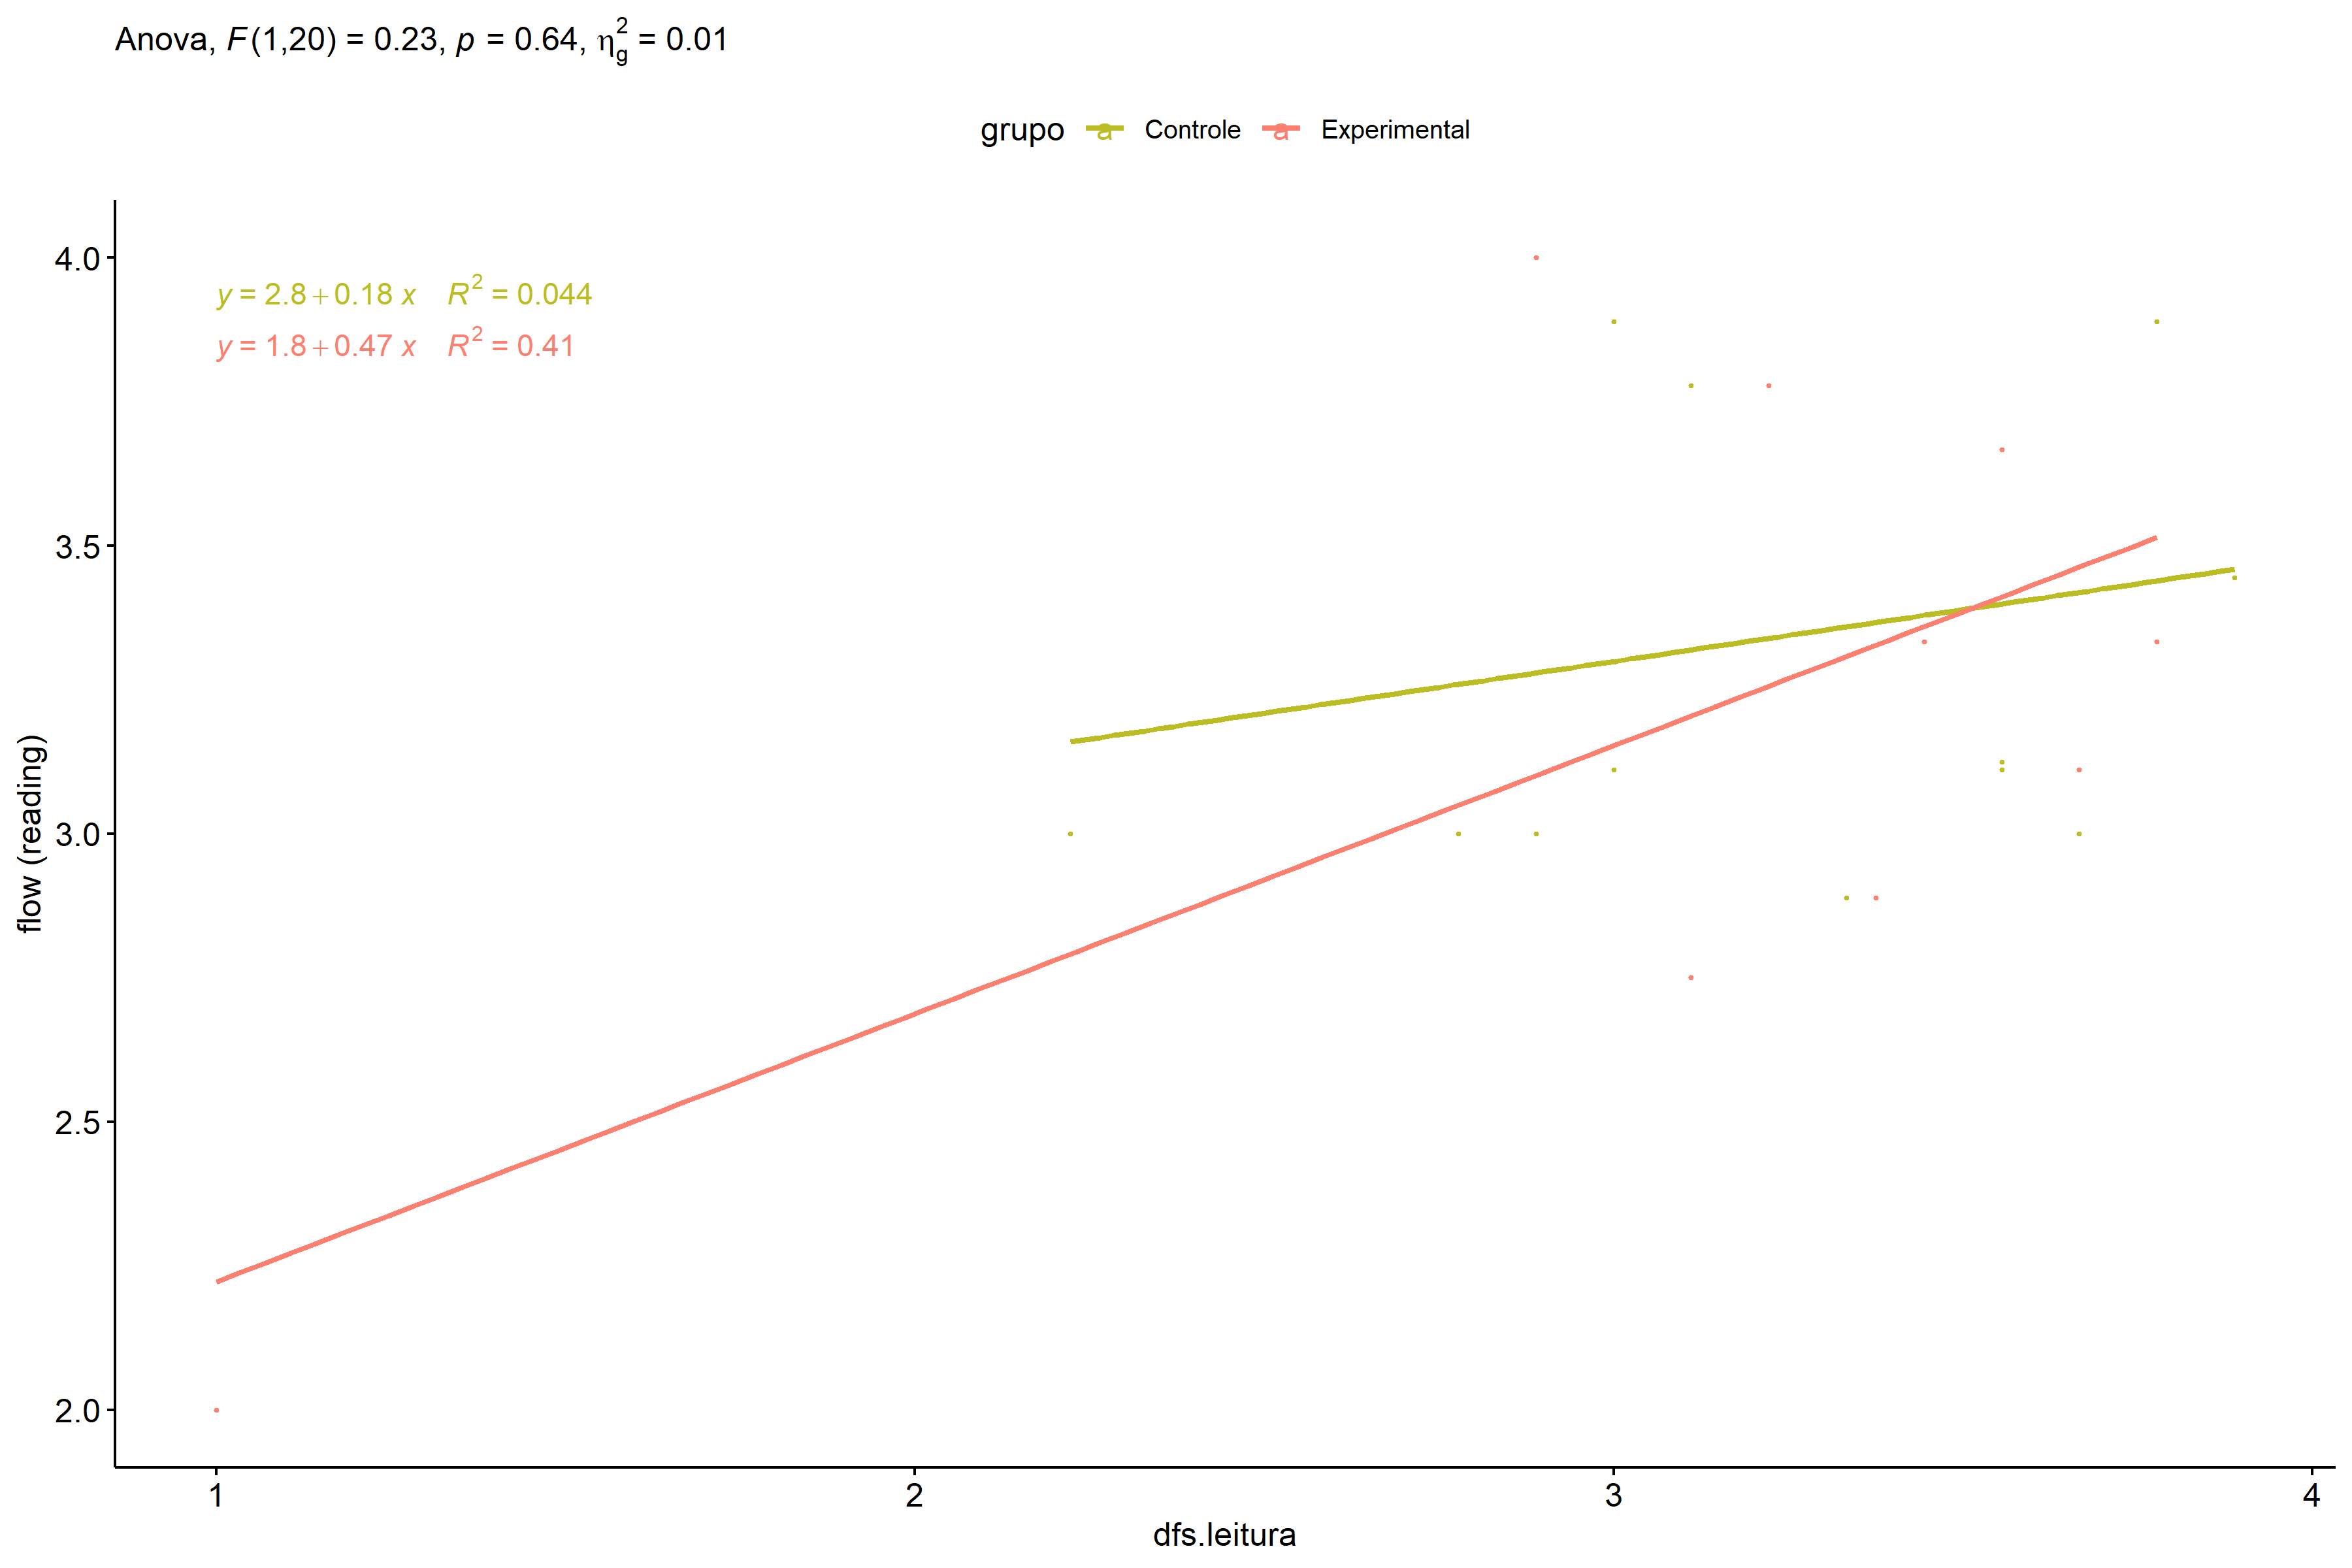 Anova, F(1,20) = 0.23, p = 0.64, η²g = 0.01
grupo a Controle a Experimental
4.0
y = 2.8 + 0.18 x R² = 0.044
y = 1.8 + 0.47 x R² = 0.41
3.5
3.0
2.5
2.0
flow (reading)
1 2 3 4
dfs.leitura